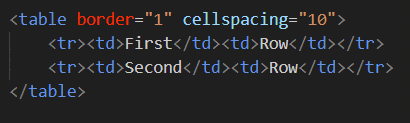 <table border="1" cellspacing="10">
    <tr><td>First</td><td>Row</td></tr>
    <tr><td>Second</td><td>Row</td></tr>
</table>